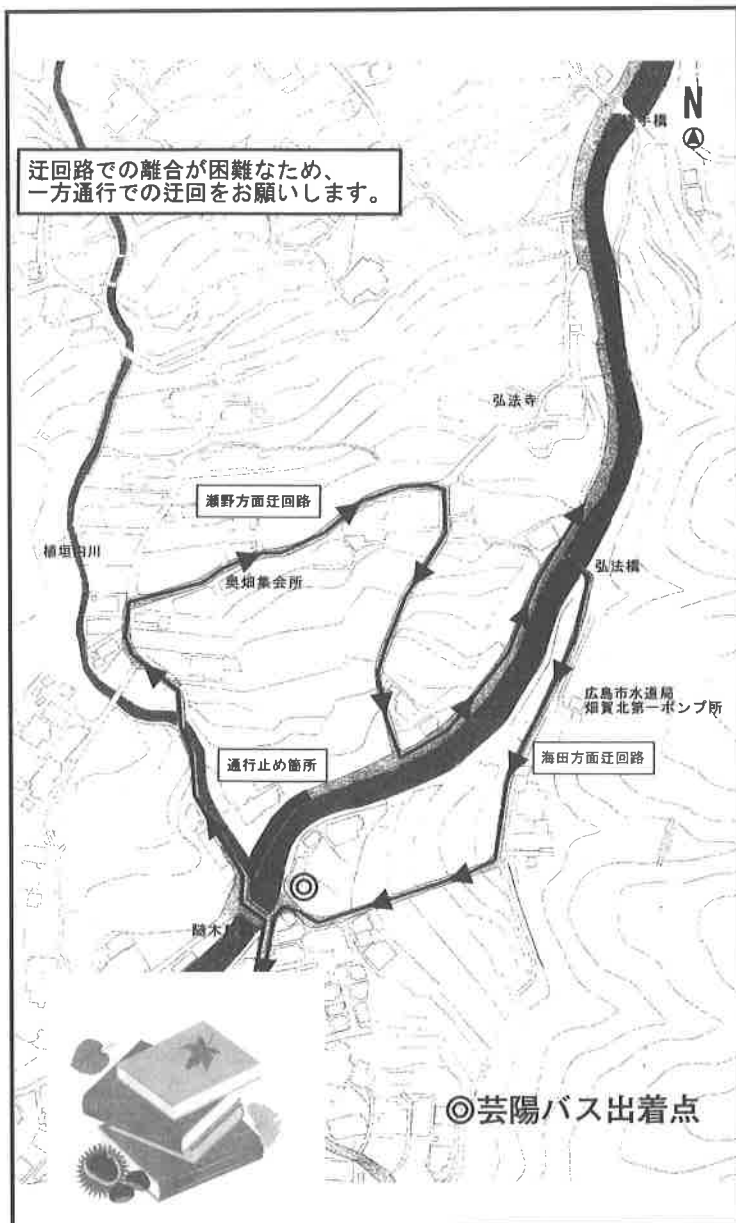 N
迂回路での離合が困難なため、
一方通行での迂回をお願いします。
弘法寺
瀬野方面迂回路
植垣田川
奥畑集会所
弘法橋
広島市水道局
畑賀北第一ポンプ所
通行止め箇所
海田方面迂回路
◎
◎芸陽バス出着点